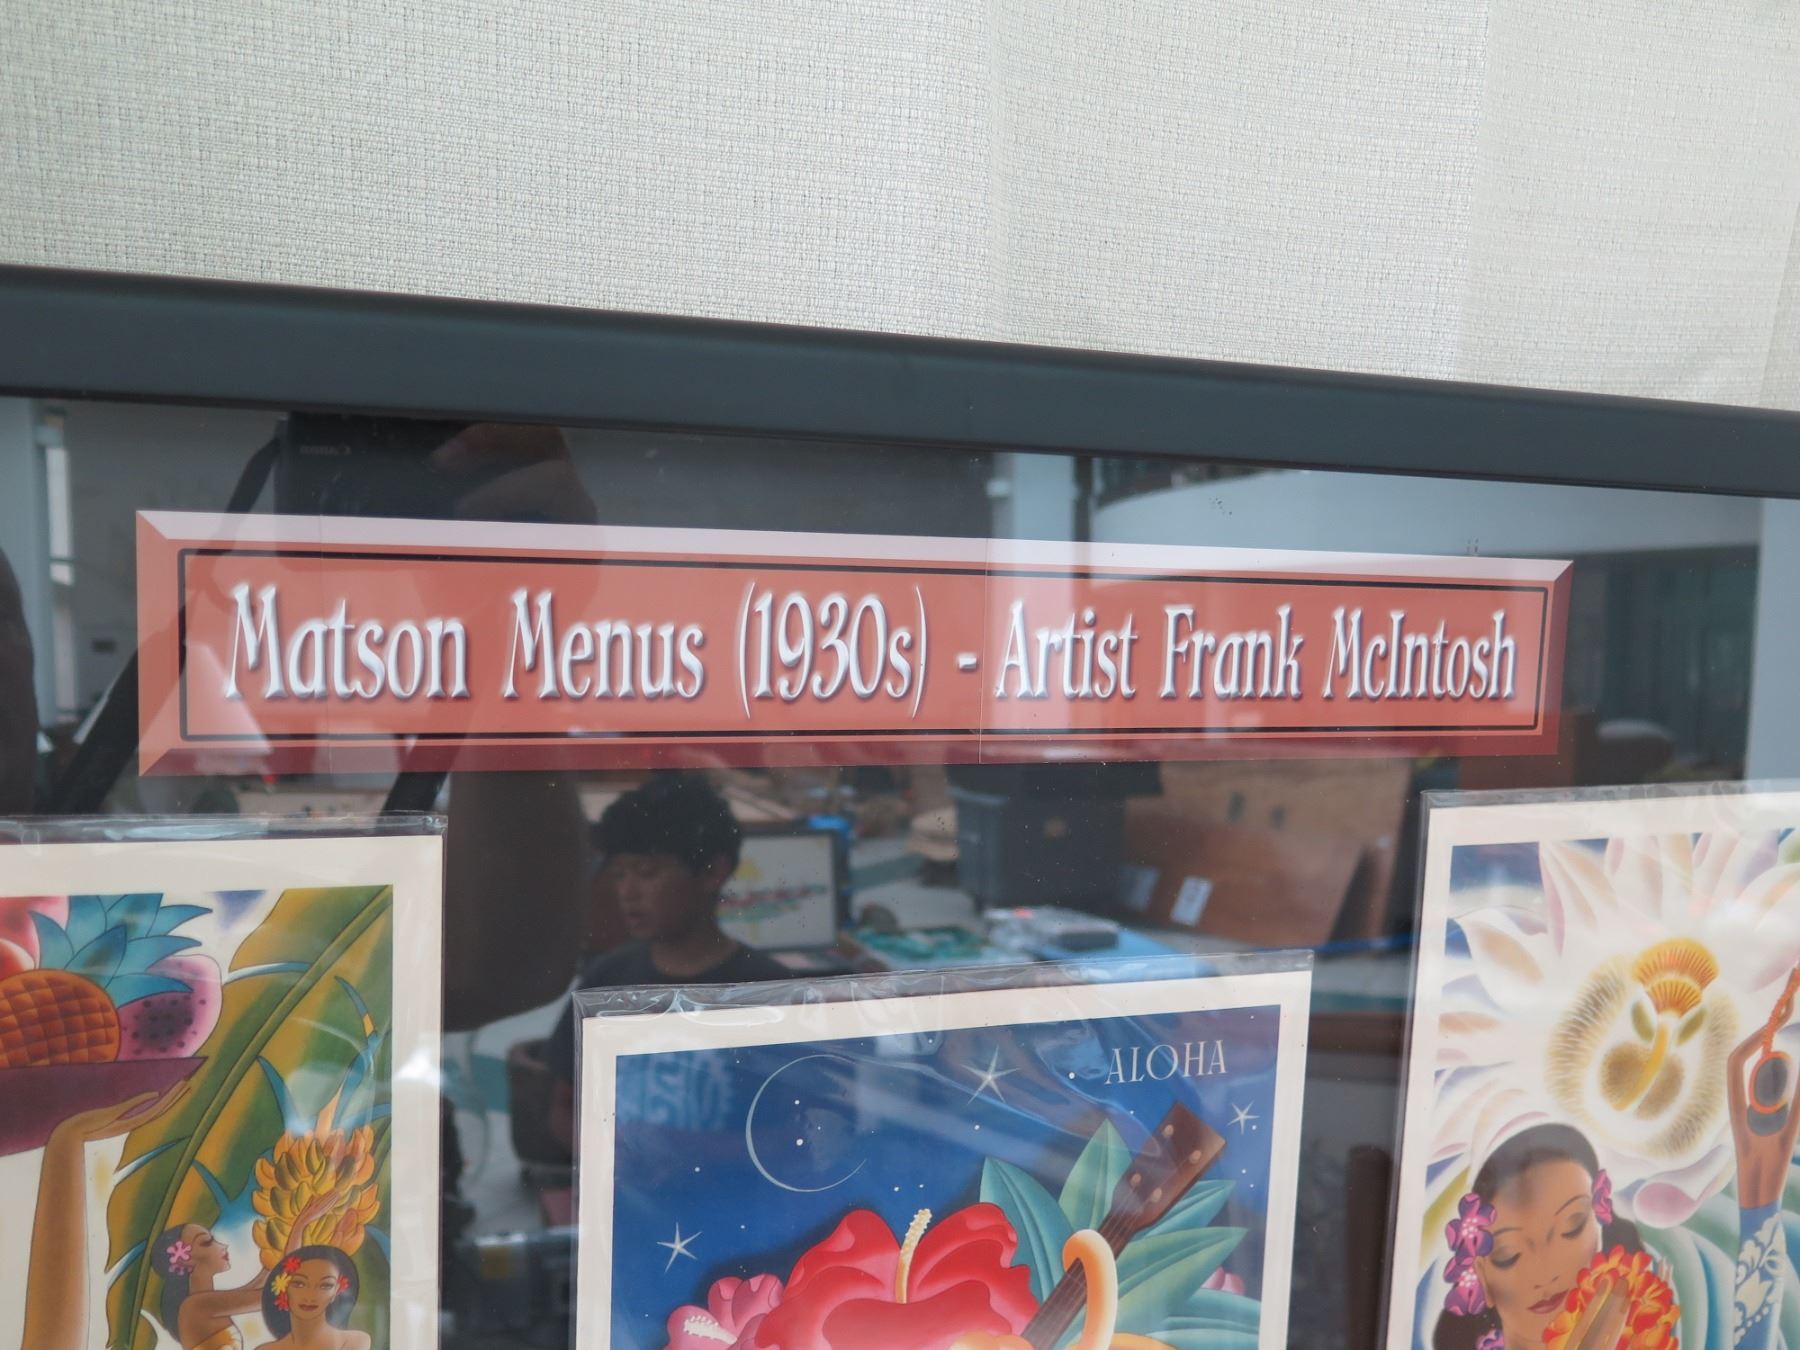 Matson Menus (1930s) - Artist Frank McIntosh
ALOHA